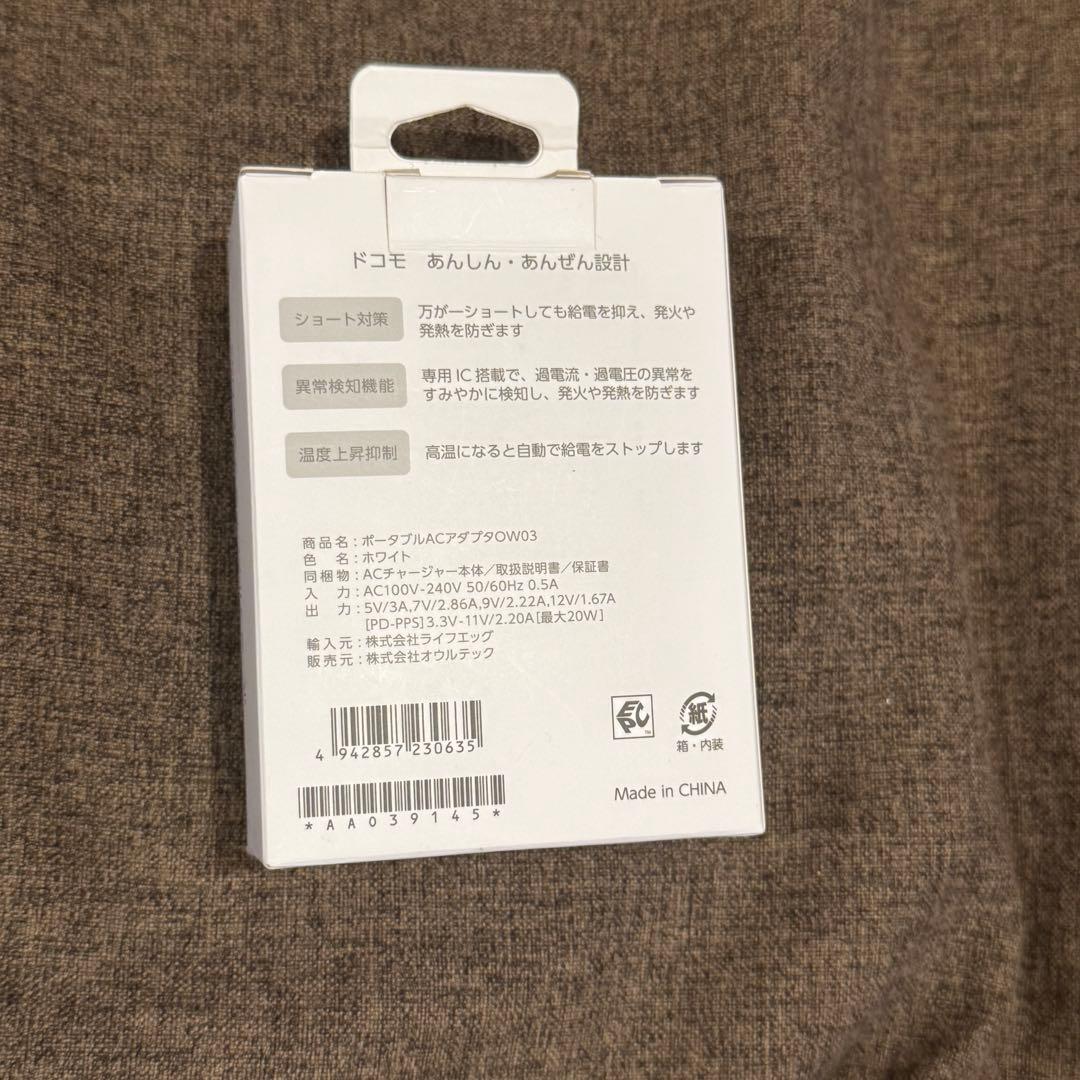 ドコモ あんしん・あんぜん設計
ショート対策
万が一ショートしても給電を抑え、発火や
発熱を防ぎます
異常検知機能
専用IC搭載で、過電流・過電圧の異常を
すみやかに検知し、発火や発熱を防ぎます
温度上昇抑制
高温になると自動で給電をストップします
商品名:ポータブルACアダプタOW03
色 名:ホワイト
同梱物:ACチャージャー本体/取扱説明書/保証書
入 力:AC100V-240V 50/60Hz 0.5A
出 力:5V/3A,7V/2.86A,9V/2.22A,12V/1.67A
[PD-PPS]3.3V-11V/2.20A[最大20W]
輸入元:株式会社ライフエッグ
販売元:株式会社オウルテック
4 942857 230635
EPC™
紙
箱・内装
*AA039145*
Made in CHINA